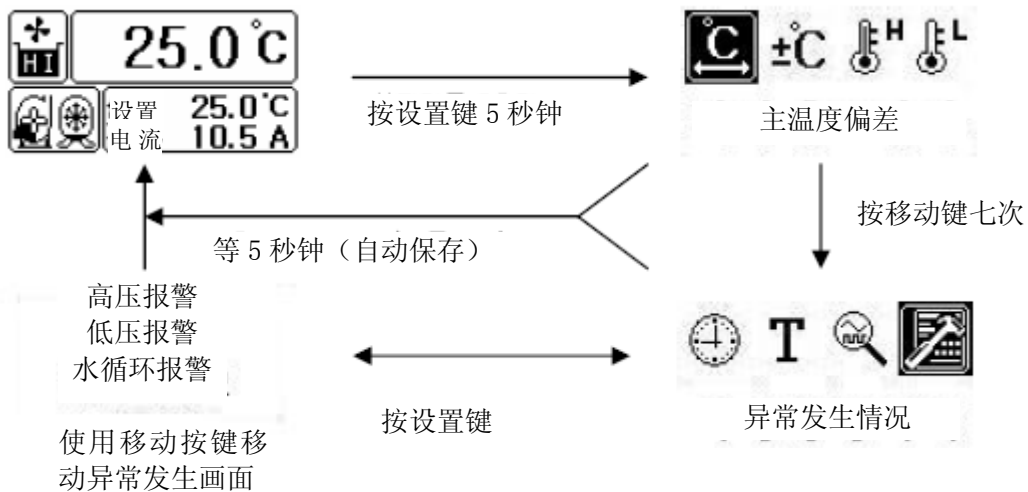 HI
25.0℃
设置 25.0℃
电流 10.5 A
按设置键 5 秒钟
℃ ±℃ H L
主温度偏差
按移动键七次
等 5 秒钟（自动保存）
高压报警
低压报警
水循环报警
使用移动按键移
动异常发生画面
按设置键
T
异常发生情况